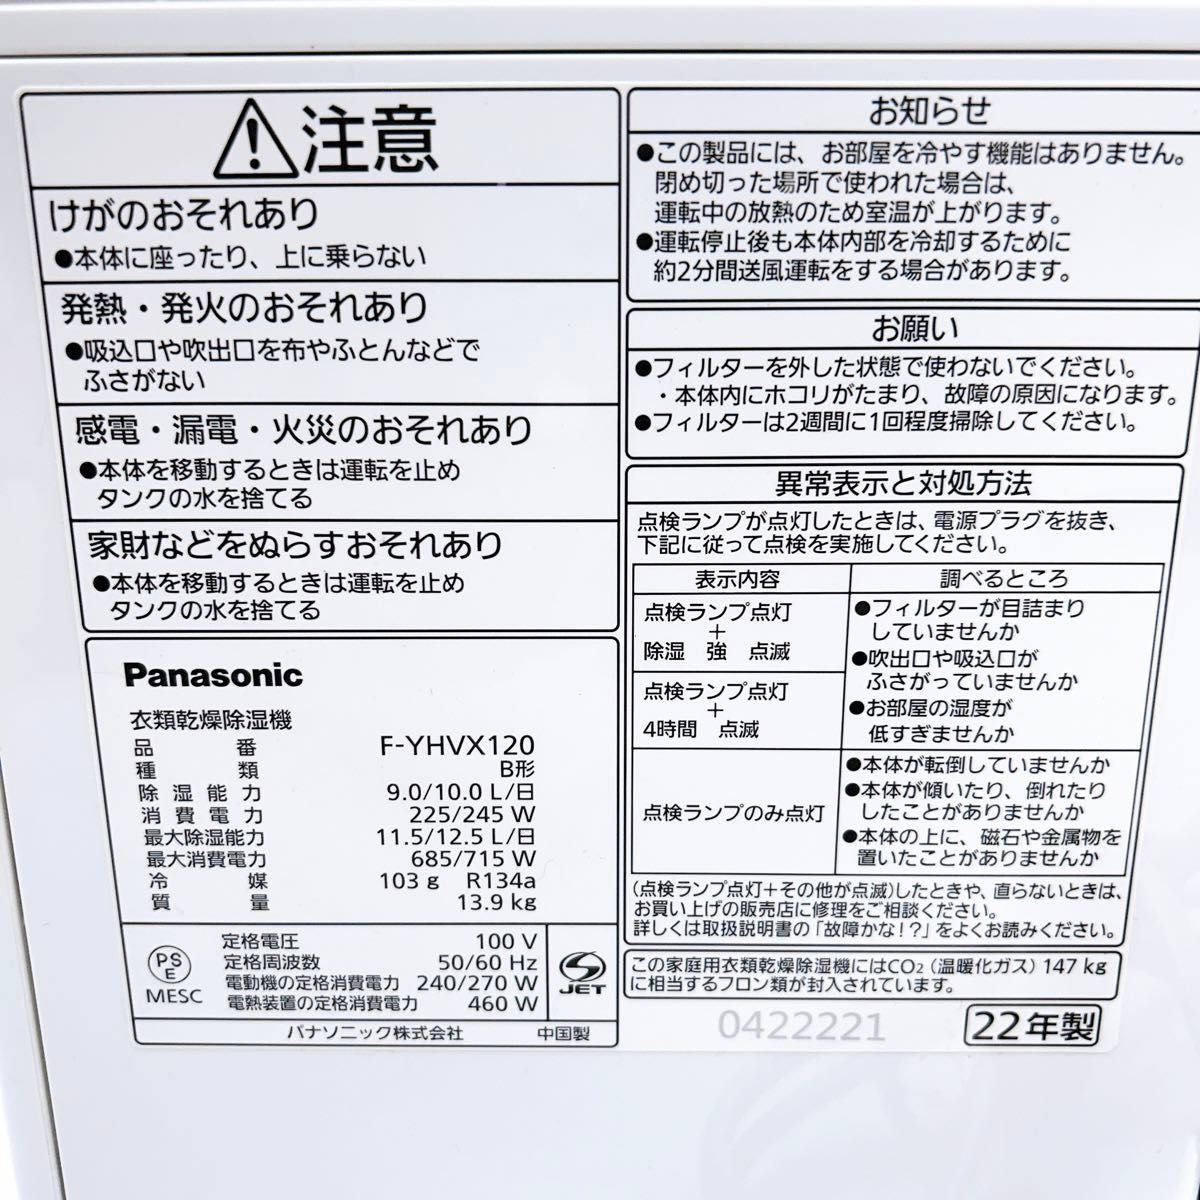 注意
けがのおそれあり
●本体に座ったり、上に乗らない
発熱・発火のおそれあり
●吸込口や吹出口を布やふとんなどで
ふさがない
感電・漏電・火災のおそれあり
●本体を移動するときは運転を止め
タンクの水を捨てる
家財などをぬらすおそれあり
●本体を移動するときは運転を止め
タンクの水を捨てる
Panasonic
衣類乾燥除湿機
品番 F-YHVX120
種類 B形
除湿能力 9.0/10.0 L/日
消費電力 225/245 W
最大除湿能力 11.5/12.5 L/日
最大消費電力 685/715 W
冷媒 103 g R134a
質量 13.9 kg
PS
E
MESC
定格電圧 100 V
定格周波数 50/60 Hz
電動機の定格消費電力 240/270 W
電熱装置の定格消費電力 460 W
JET
パナソニック株式会社 中国製
お知らせ
●この製品には、お部屋を冷やす機能はありません。
閉め切った場所で使われた場合は、
運転中の放熱のため室温が上がります。
●運転停止後も本体内部を冷却するために
約2分間送風運転をする場合があります。
お願い
●フィルターを外した状態で使わないでください。
・本体内にホコリがたまり、故障の原因になります。
●フィルターは2週間に1回程度掃除してください。
異常表示と対処方法
点検ランプが点灯したときは、電源プラグを抜き、
下記に従って点検を実施してください。
表示内容 調べるところ
点検ランプ点灯
+
除湿 強 点滅
点検ランプ点灯
+
4時間 点滅
●フィルターが目詰まり
していませんか
●吹出口や吸込口が
ふさがっていませんか
●お部屋の湿度が
低すぎませんか
点検ランプのみ点灯
●本体が転倒していませんか
●本体が傾いたり、倒れたり
したことがありませんか
●本体の上に、磁石や金属物を
置いたことがありませんか
(点検ランプ点灯+その他が点滅)したときや、直らないときは、
お買い上げの販売店に修理をご相談ください。
詳しくは取扱説明書の「故障かな!?」をよくお読みください。
この家庭用衣類乾燥除湿機にはCO₂(温暖化ガス)147 kg
に相当するフロン類が封入されています。
0422221
22年製